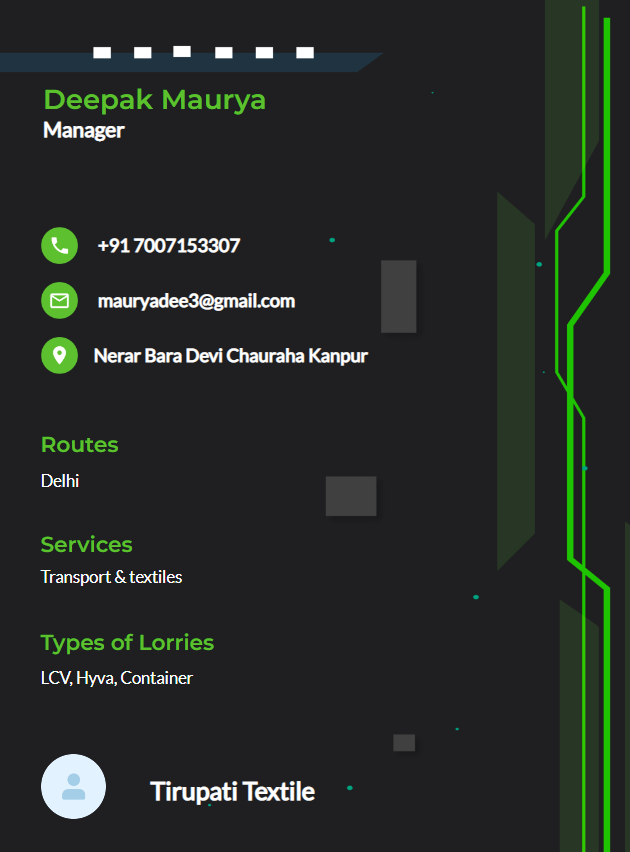 Deepak Maurya
Manager
+91 7007153307
mauryadee3@gmail.com
Nerar Bara Devi Chauraha Kanpur
Routes
Delhi
Services
Transport & textiles
Types of Lorries
LCV, Hyva, Container
Tirupati Textile